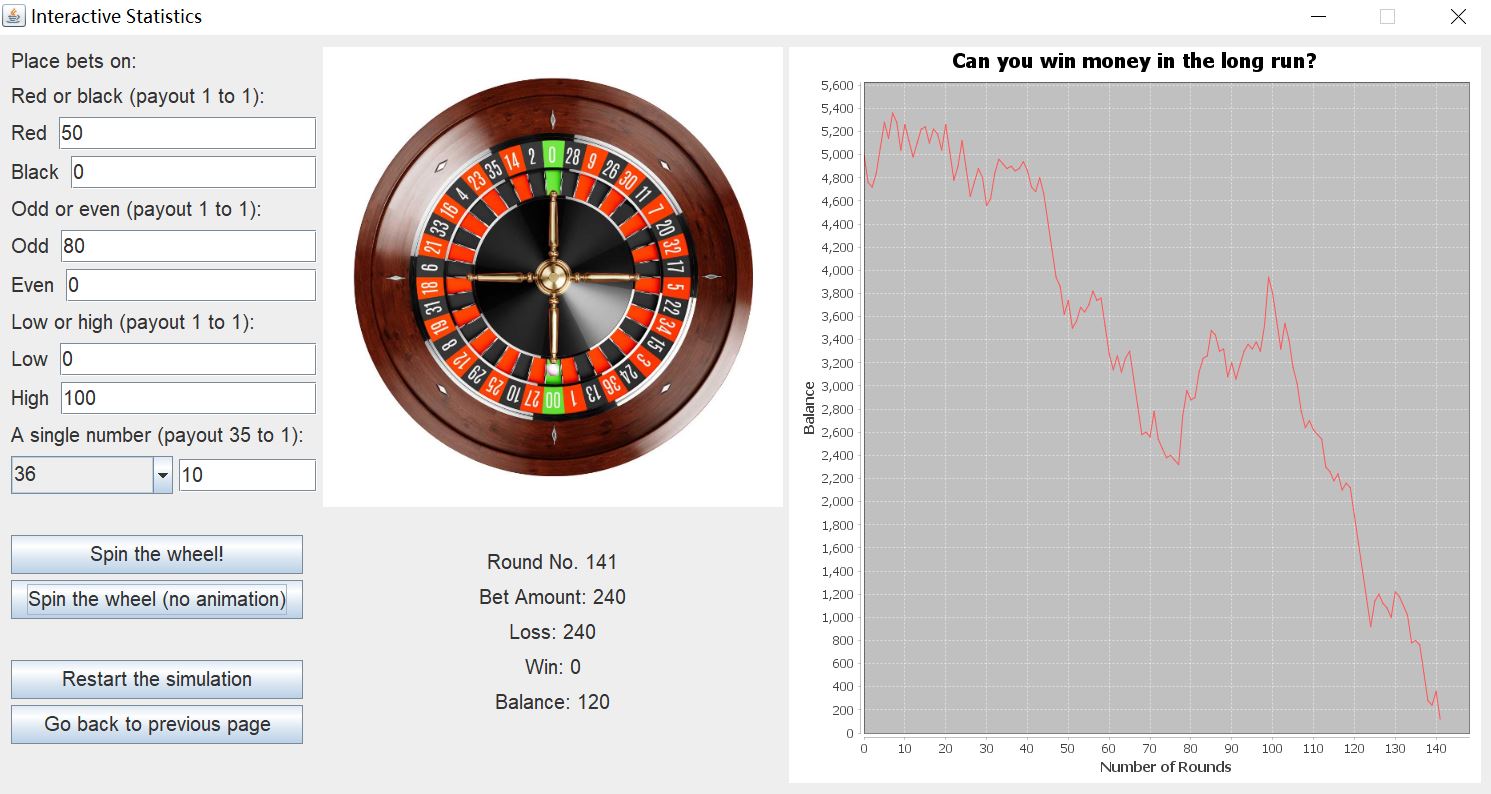 Interactive Statistics
Place bets on:
Red or black (payout 1 to 1):
Red 50
Black 0
Odd or even (payout 1 to 1):
Odd 80
Even 0
Low or high (payout 1 to 1):
Low 0
High 100
A single number (payout 35 to 1):
36 10
Spin the wheel!
Spin the wheel (no animation)
Restart the simulation
Go back to previous page
0 28 9 26 30 11 7 20 32 17 5 22 34 15 3 24 36 13 1 00 27 10 25 29 12 8 19 31 18 6 21 33 16 4 23 35 14 2
Round No. 141
Bet Amount: 240
Loss: 240
Win: 0
Balance: 120
Can you win money in the long run?
Balance
5,600
5,400
5,200
5,000
4,800
4,600
4,400
4,200
4,000
3,800
3,600
3,400
3,200
3,000
2,800
2,600
2,400
2,200
2,000
1,800
1,600
1,400
1,200
1,000
800
600
400
200
0
0 10 20 30 40 50 60 70 80 90 100 110 120 130 140
Number of Rounds